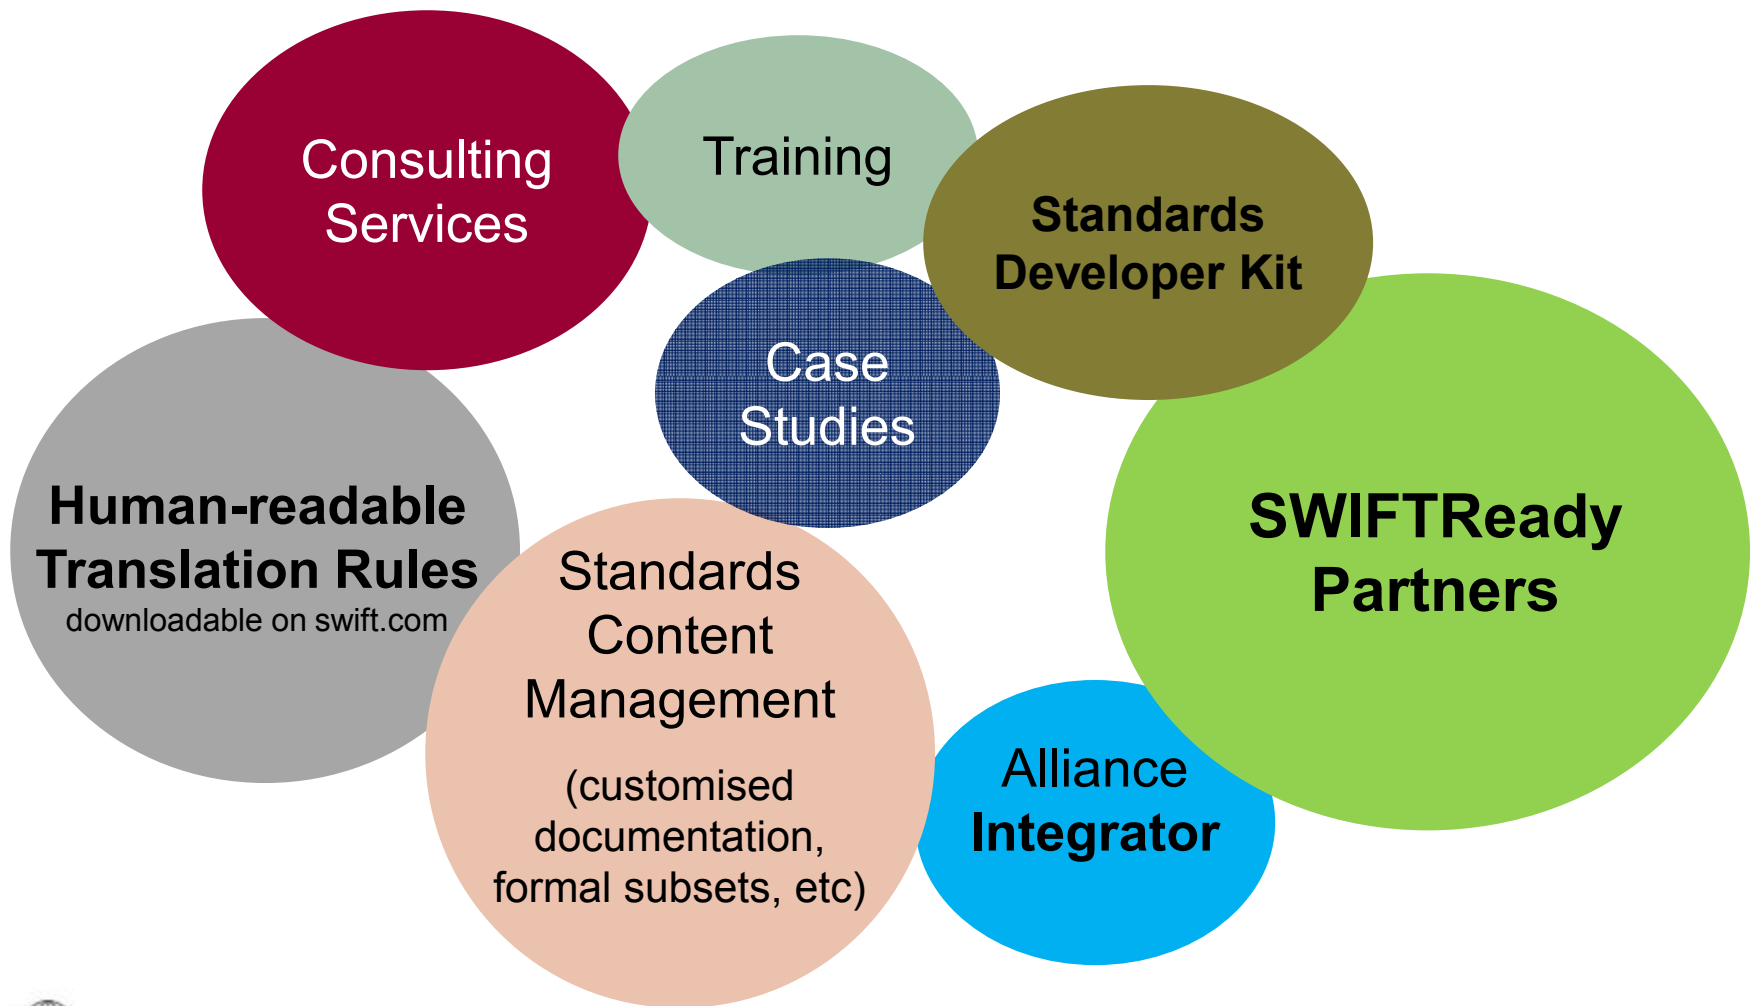 Consulting
Services
Training
Standards
Developer Kit
Case
Studies
Human-readable
Translation Rules
downloadable on swift.com
Standards
Content
Management
(customised
documentation,
formal subsets, etc)
SWIFTReady
Partners
Alliance
Integrator